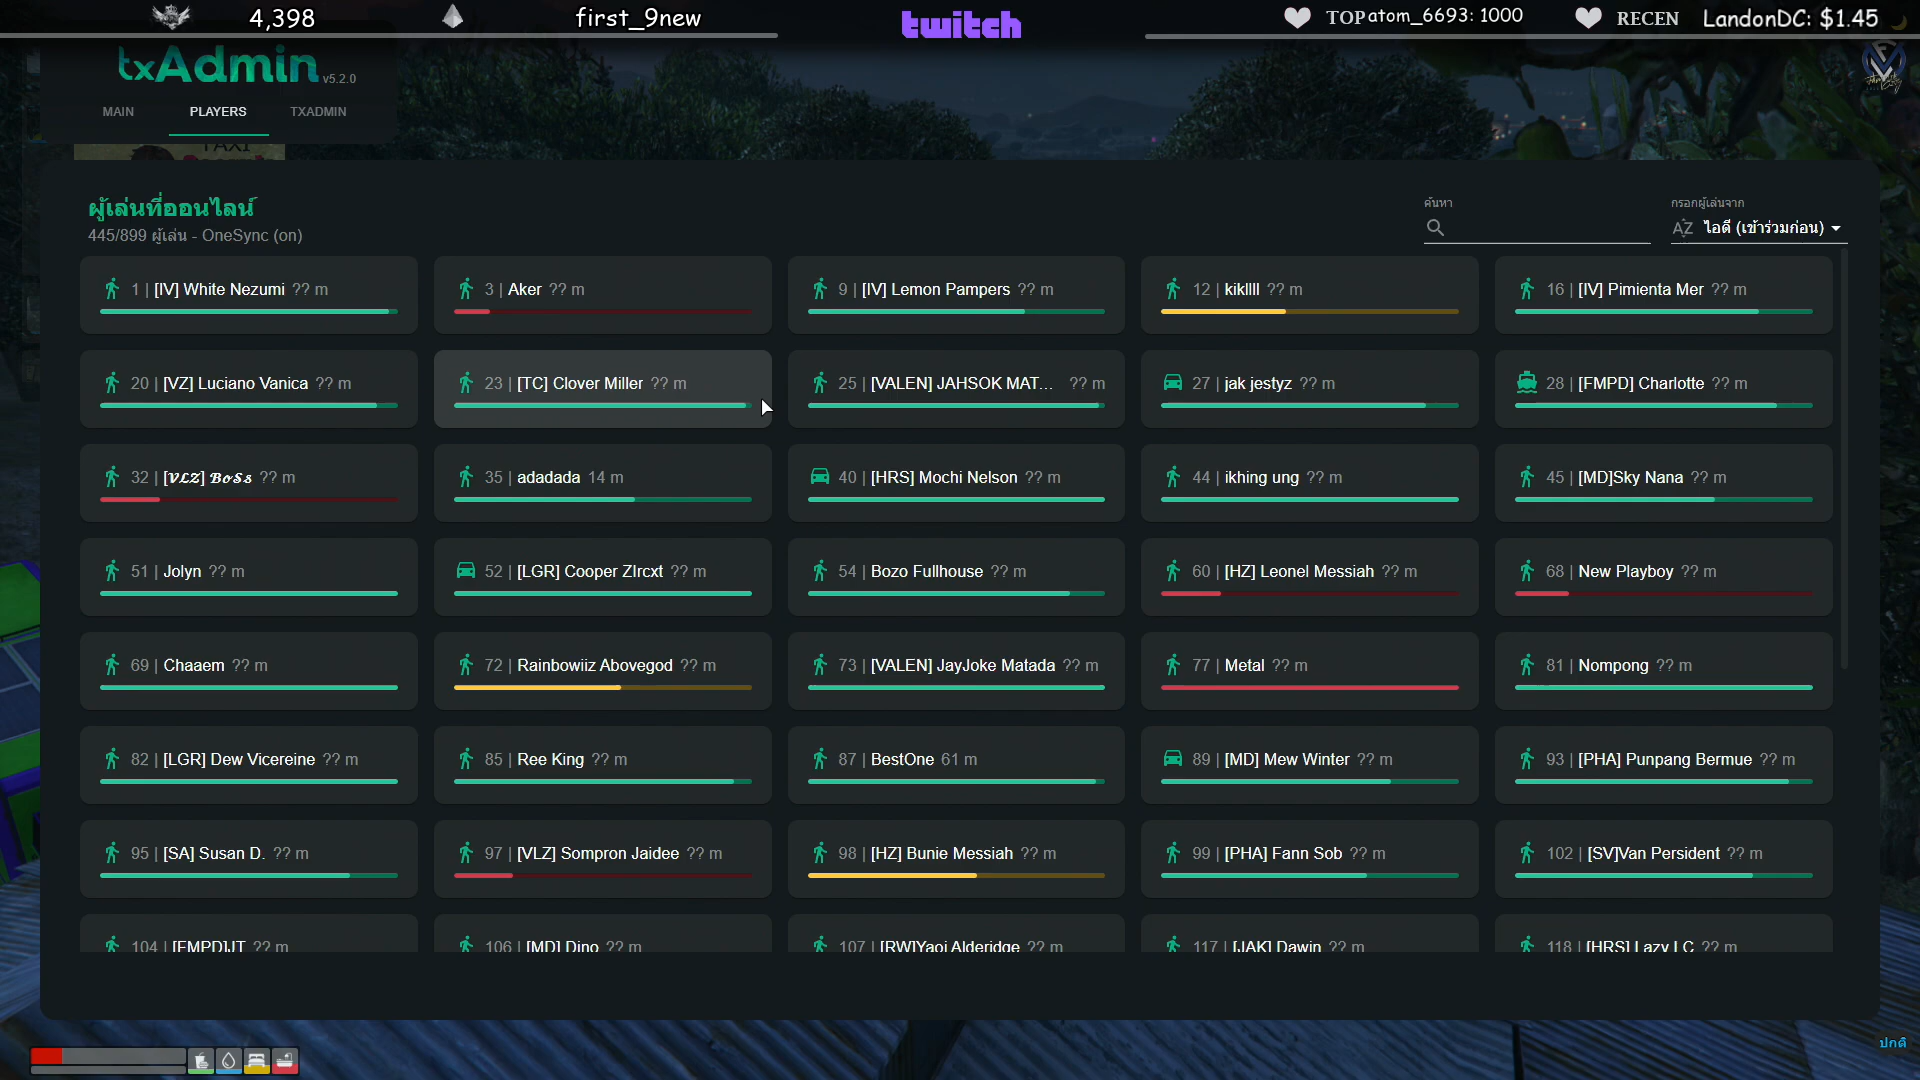 4,398
first_9new
twitch
TOP atom_6693: 1000
RECEN LandonDC: $1.45
txAdmin v5.2.0
MAIN PLAYERS TXADMIN
TAXI
ผู้เล่นที่ออนไลน์
445/899 ผู้เล่น - OneSync (on)
ค้นหา
กรอกผู้เล่นจาก
ไอดี (เข้าร่วมก่อน)
1 | [IV] White Nezumi ?? m
3 | Aker ?? m
9 | [IV] Lemon Pampers ?? m
12 | kikllll ?? m
16 | [IV] Pimienta Mer ?? m
20 | [VZ] Luciano Vanica ?? m
23 | [TC] Clover Miller ?? m
25 | [VALEN] JAHSOK MAT... ?? m
27 | jak jestyz ?? m
28 | [FMPD] Charlotte ?? m
32 | [𝓥𝓛𝓩] 𝓑𝓸𝓢𝓼 ?? m
35 | adadada 14 m
40 | [HRS] Mochi Nelson ?? m
44 | ikhing ung ?? m
45 | [MD]Sky Nana ?? m
51 | Jolyn ?? m
52 | [LGR] Cooper ZIrcxt ?? m
54 | Bozo Fullhouse ?? m
60 | [HZ] Leonel Messiah ?? m
68 | New Playboy ?? m
69 | Chaaem ?? m
72 | Rainbowiiz Abovegod ?? m
73 | [VALEN] JayJoke Matada ?? m
77 | Metal ?? m
81 | Nompong ?? m
82 | [LGR] Dew Vicereine ?? m
85 | Ree King ?? m
87 | BestOne 61 m
89 | [MD] Mew Winter ?? m
93 | [PHA] Punpang Bermue ?? m
95 | [SA] Susan D. ?? m
97 | [VLZ] Sompron Jaidee ?? m
98 | [HZ] Bunie Messiah ?? m
99 | [PHA] Fann Sob ?? m
102 | [SV]Van Persident ?? m
104 | [FMPD]JT ?? m
106 | [MD] Dino ?? m
107 | [RW]Yaoi Alderidge ?? m
117 | [JAK] Dawin ?? m
118 | [HRS] Lazy LC ?? m
ปกติ